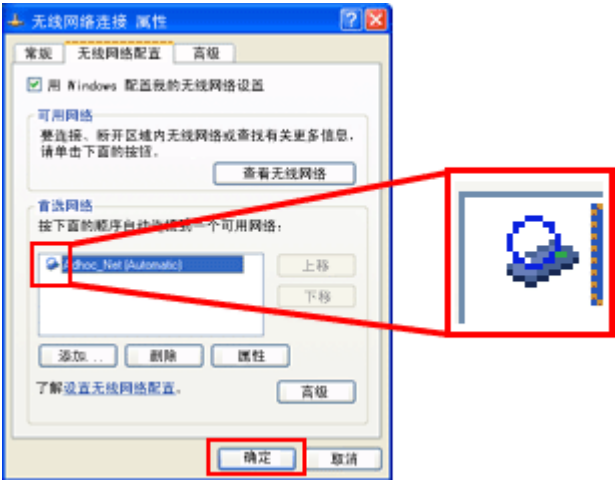 无线网络连接 属性
常规 无线网络配置 高级
用 Windows 配置我的无线网络设置
可用网络
要连接、断开区域内无线网络或查找有关更多信息，
请单击下面的按钮。
查看无线网络
首选网络
按下面的顺序自动连接到一个可用网络:
Adhoc_Net (Automatic)
上移
下移
添加... 删除 属性
了解设置无线网络配置。
高级
确定 取消